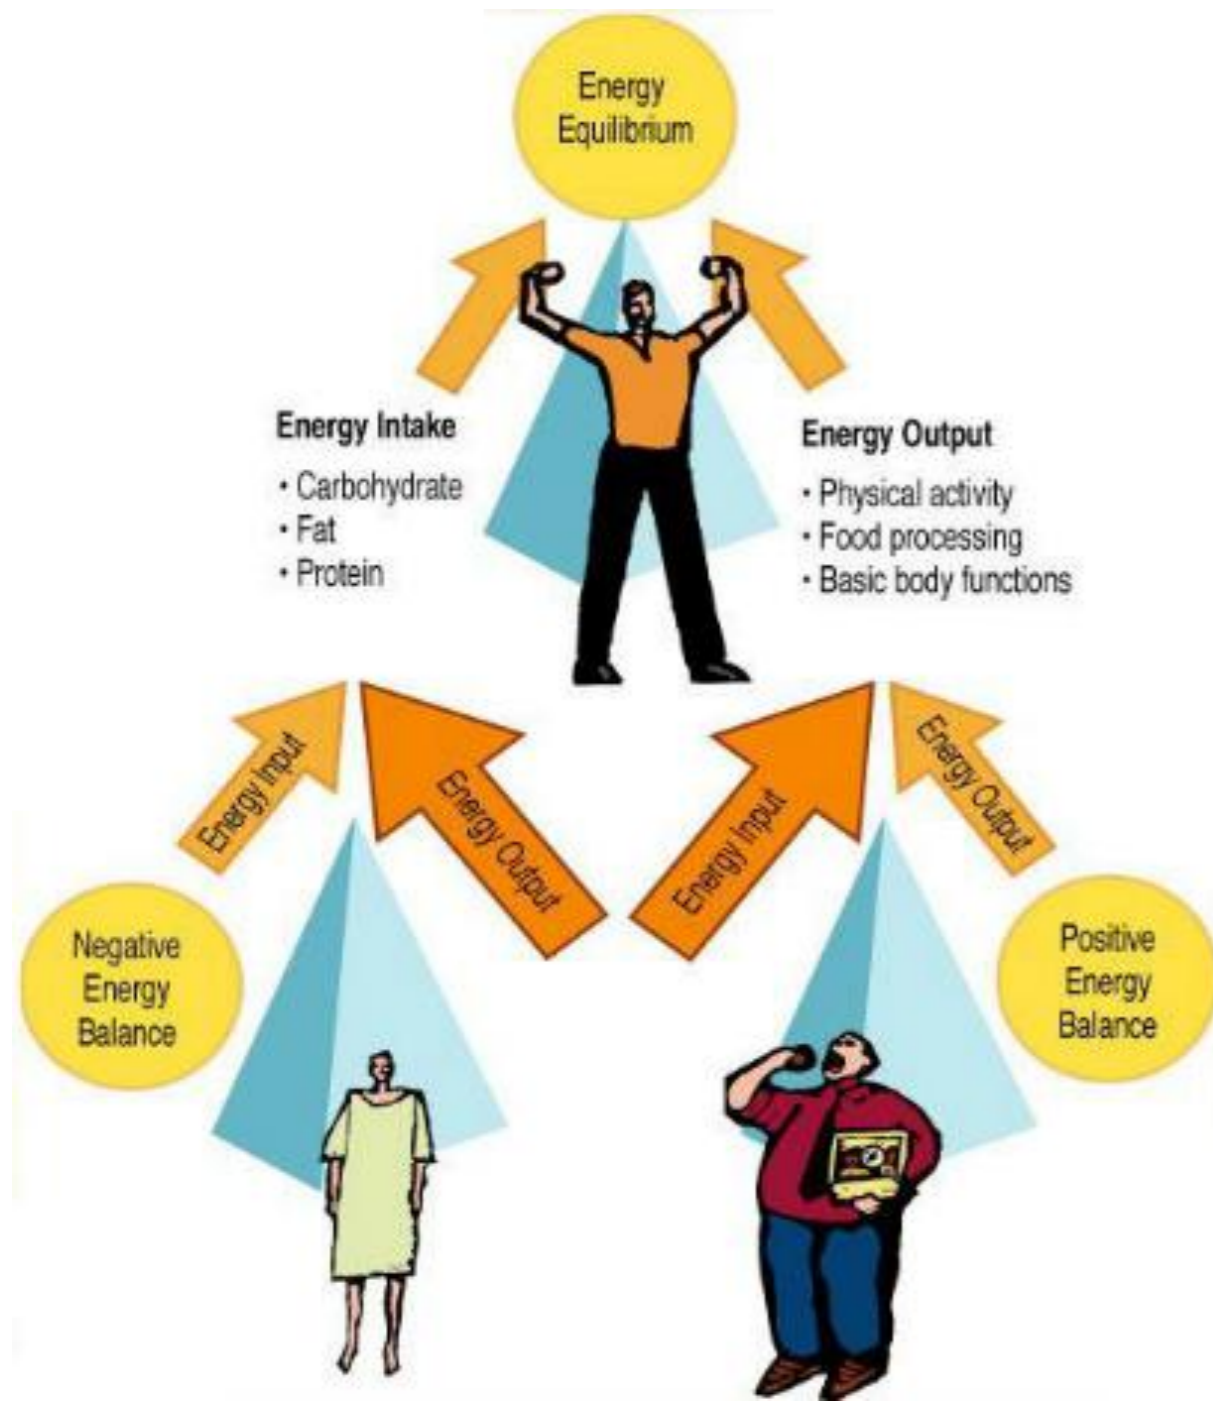 Energy
Equilibrium
Energy Intake
• Carbohydrate
• Fat
• Protein
Energy Output
• Physical activity
• Food processing
• Basic body functions
Energy Input
Energy Output
Energy Input
Energy Output
Negative
Energy
Balance
Positive
Energy
Balance